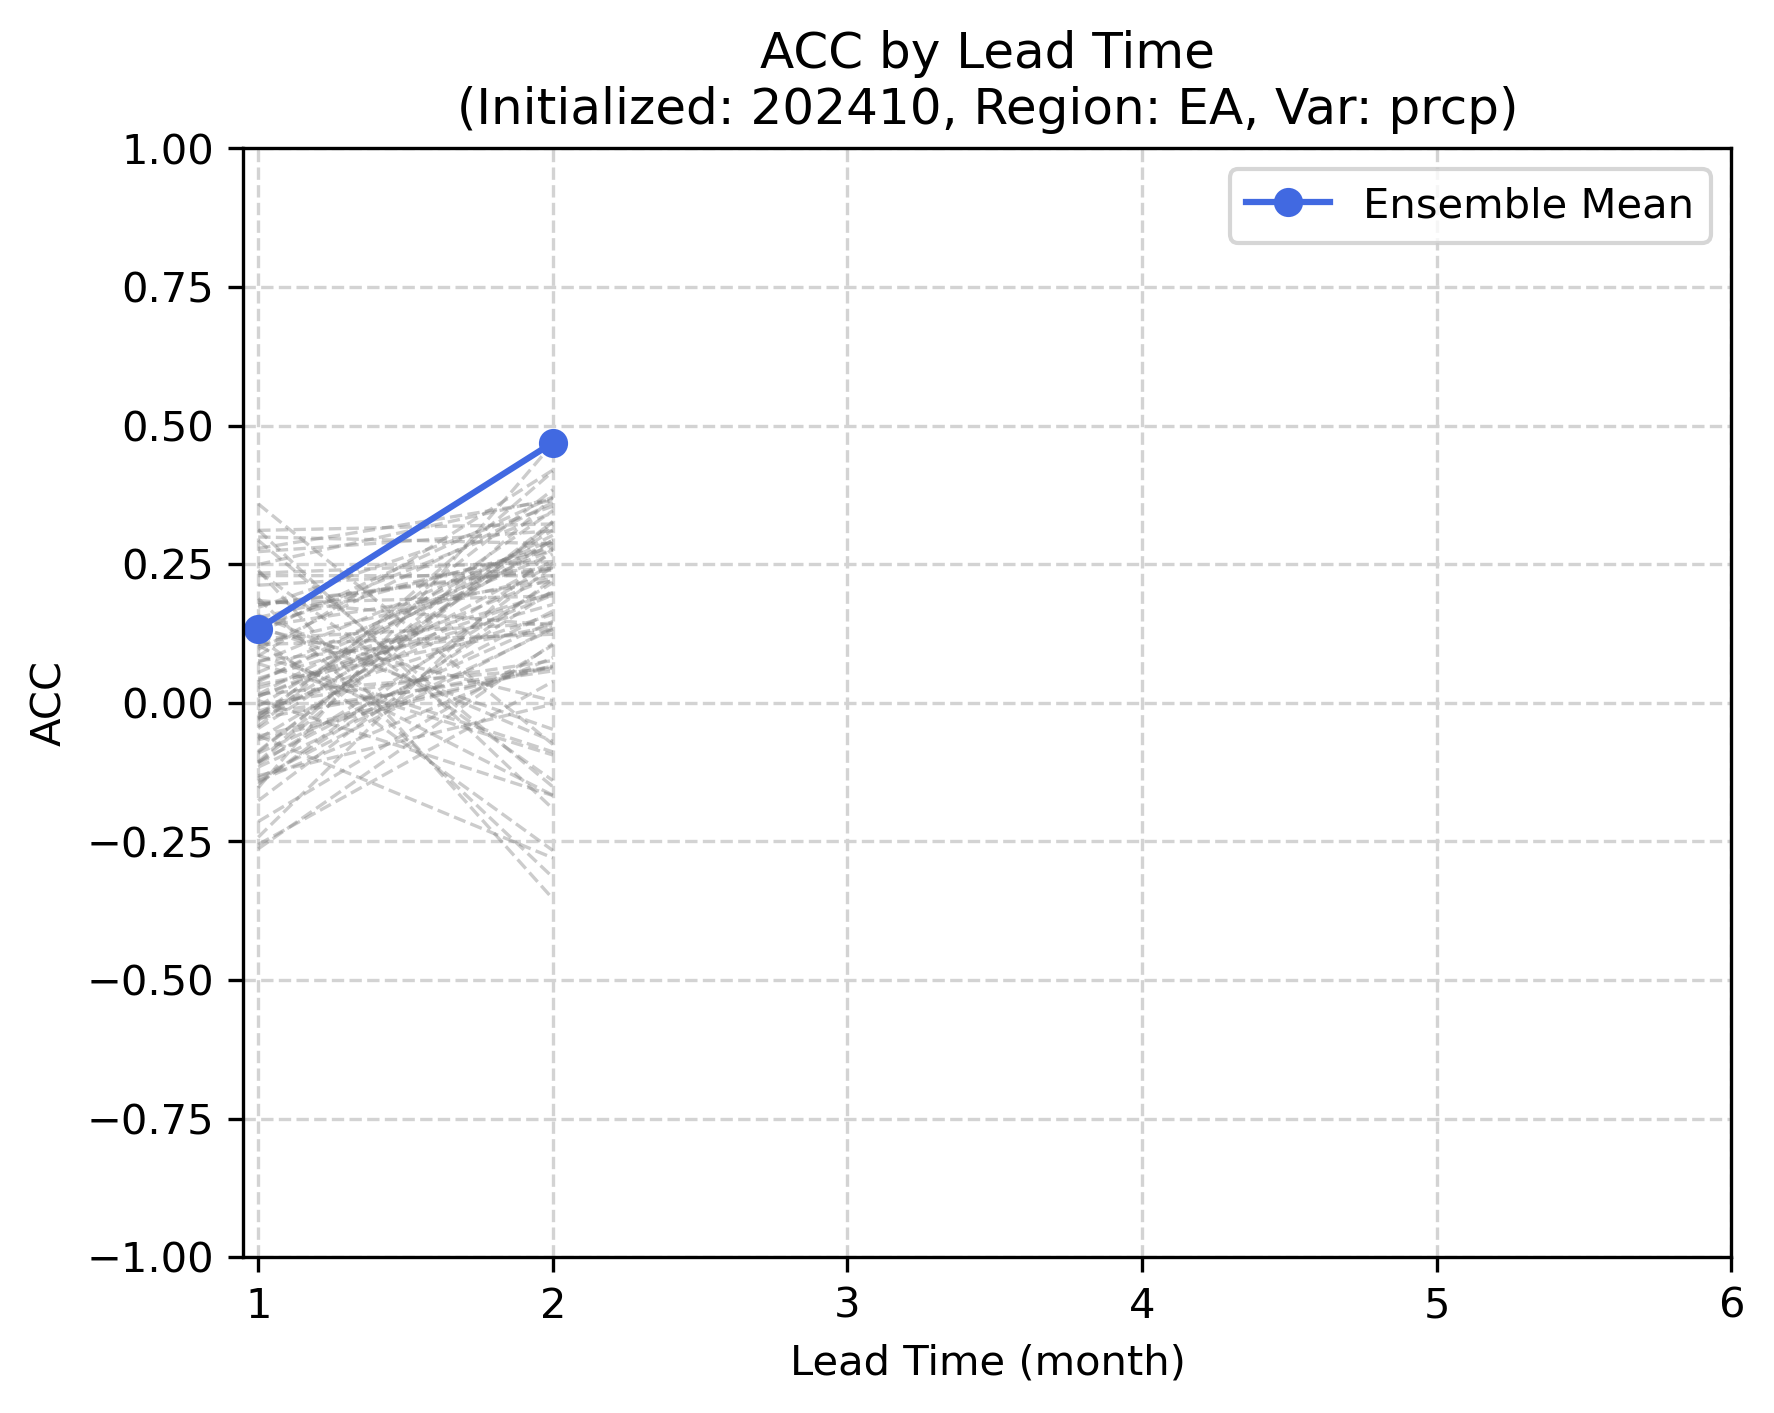 ACC by Lead Time
(Initialized: 202410, Region: EA, Var: prcp)
Ensemble Mean
1.00
0.75
0.50
0.25
0.00
−0.25
−0.50
−0.75
−1.00
ACC
1 2 3 4 5 6
Lead Time (month)